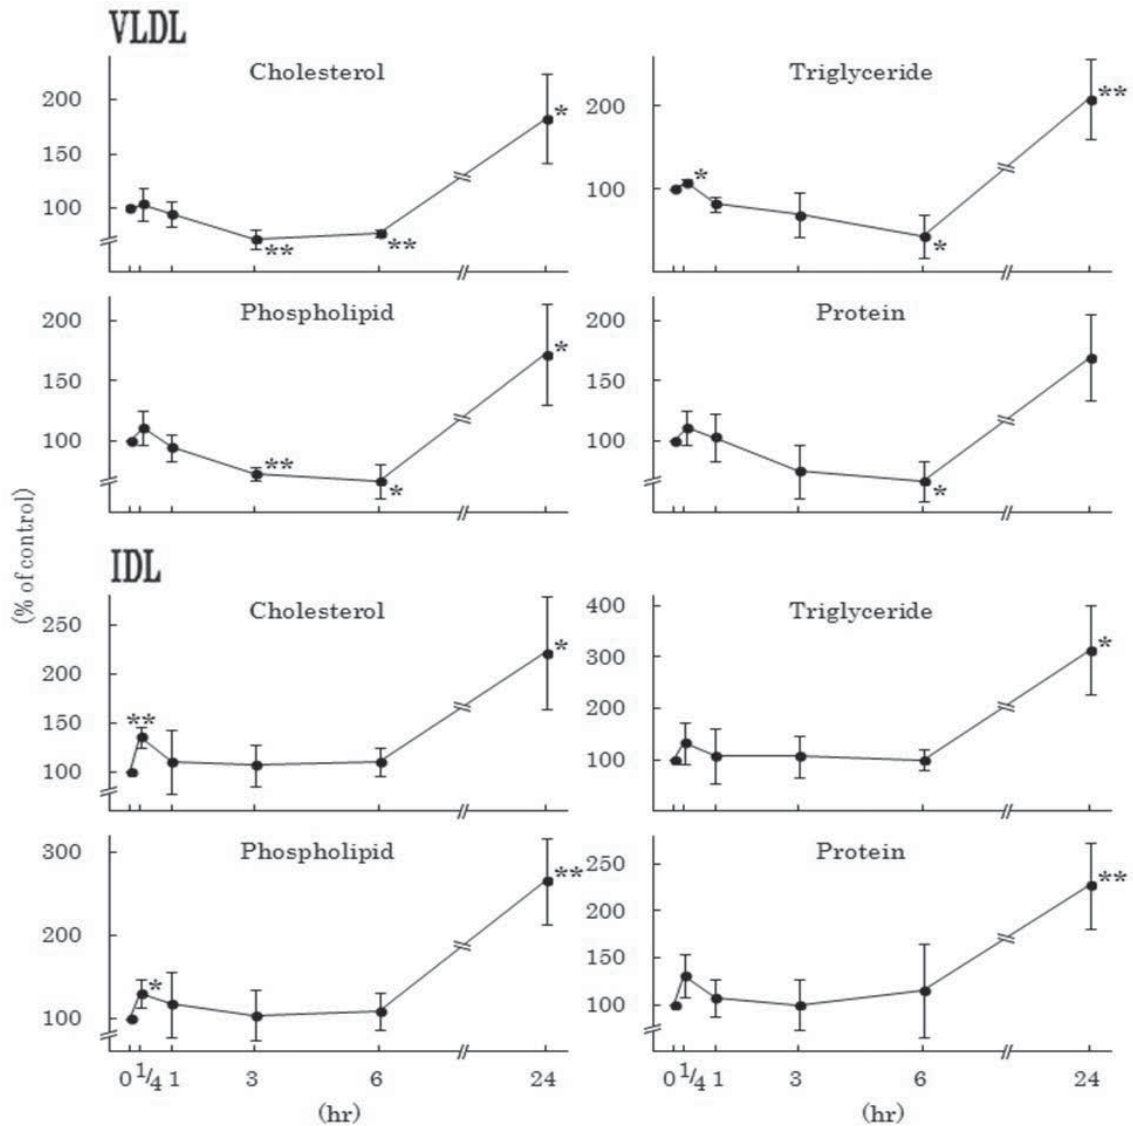 VLDL
Cholesterol
200
150
100
*
**
**
Triglyceride
200
100
*
*
**
Phospholipid
200
150
100
**
*
*
Protein
200
150
100
*
(% of control)
IDL
Cholesterol
250
200
150
100
**
*
Triglyceride
400
300
200
100
*
Phospholipid
300
200
100
*
**
Protein
250
200
150
100
**
0 1/4 1 3 6 24
(hr)
0 1/4 1 3 6 24
(hr)